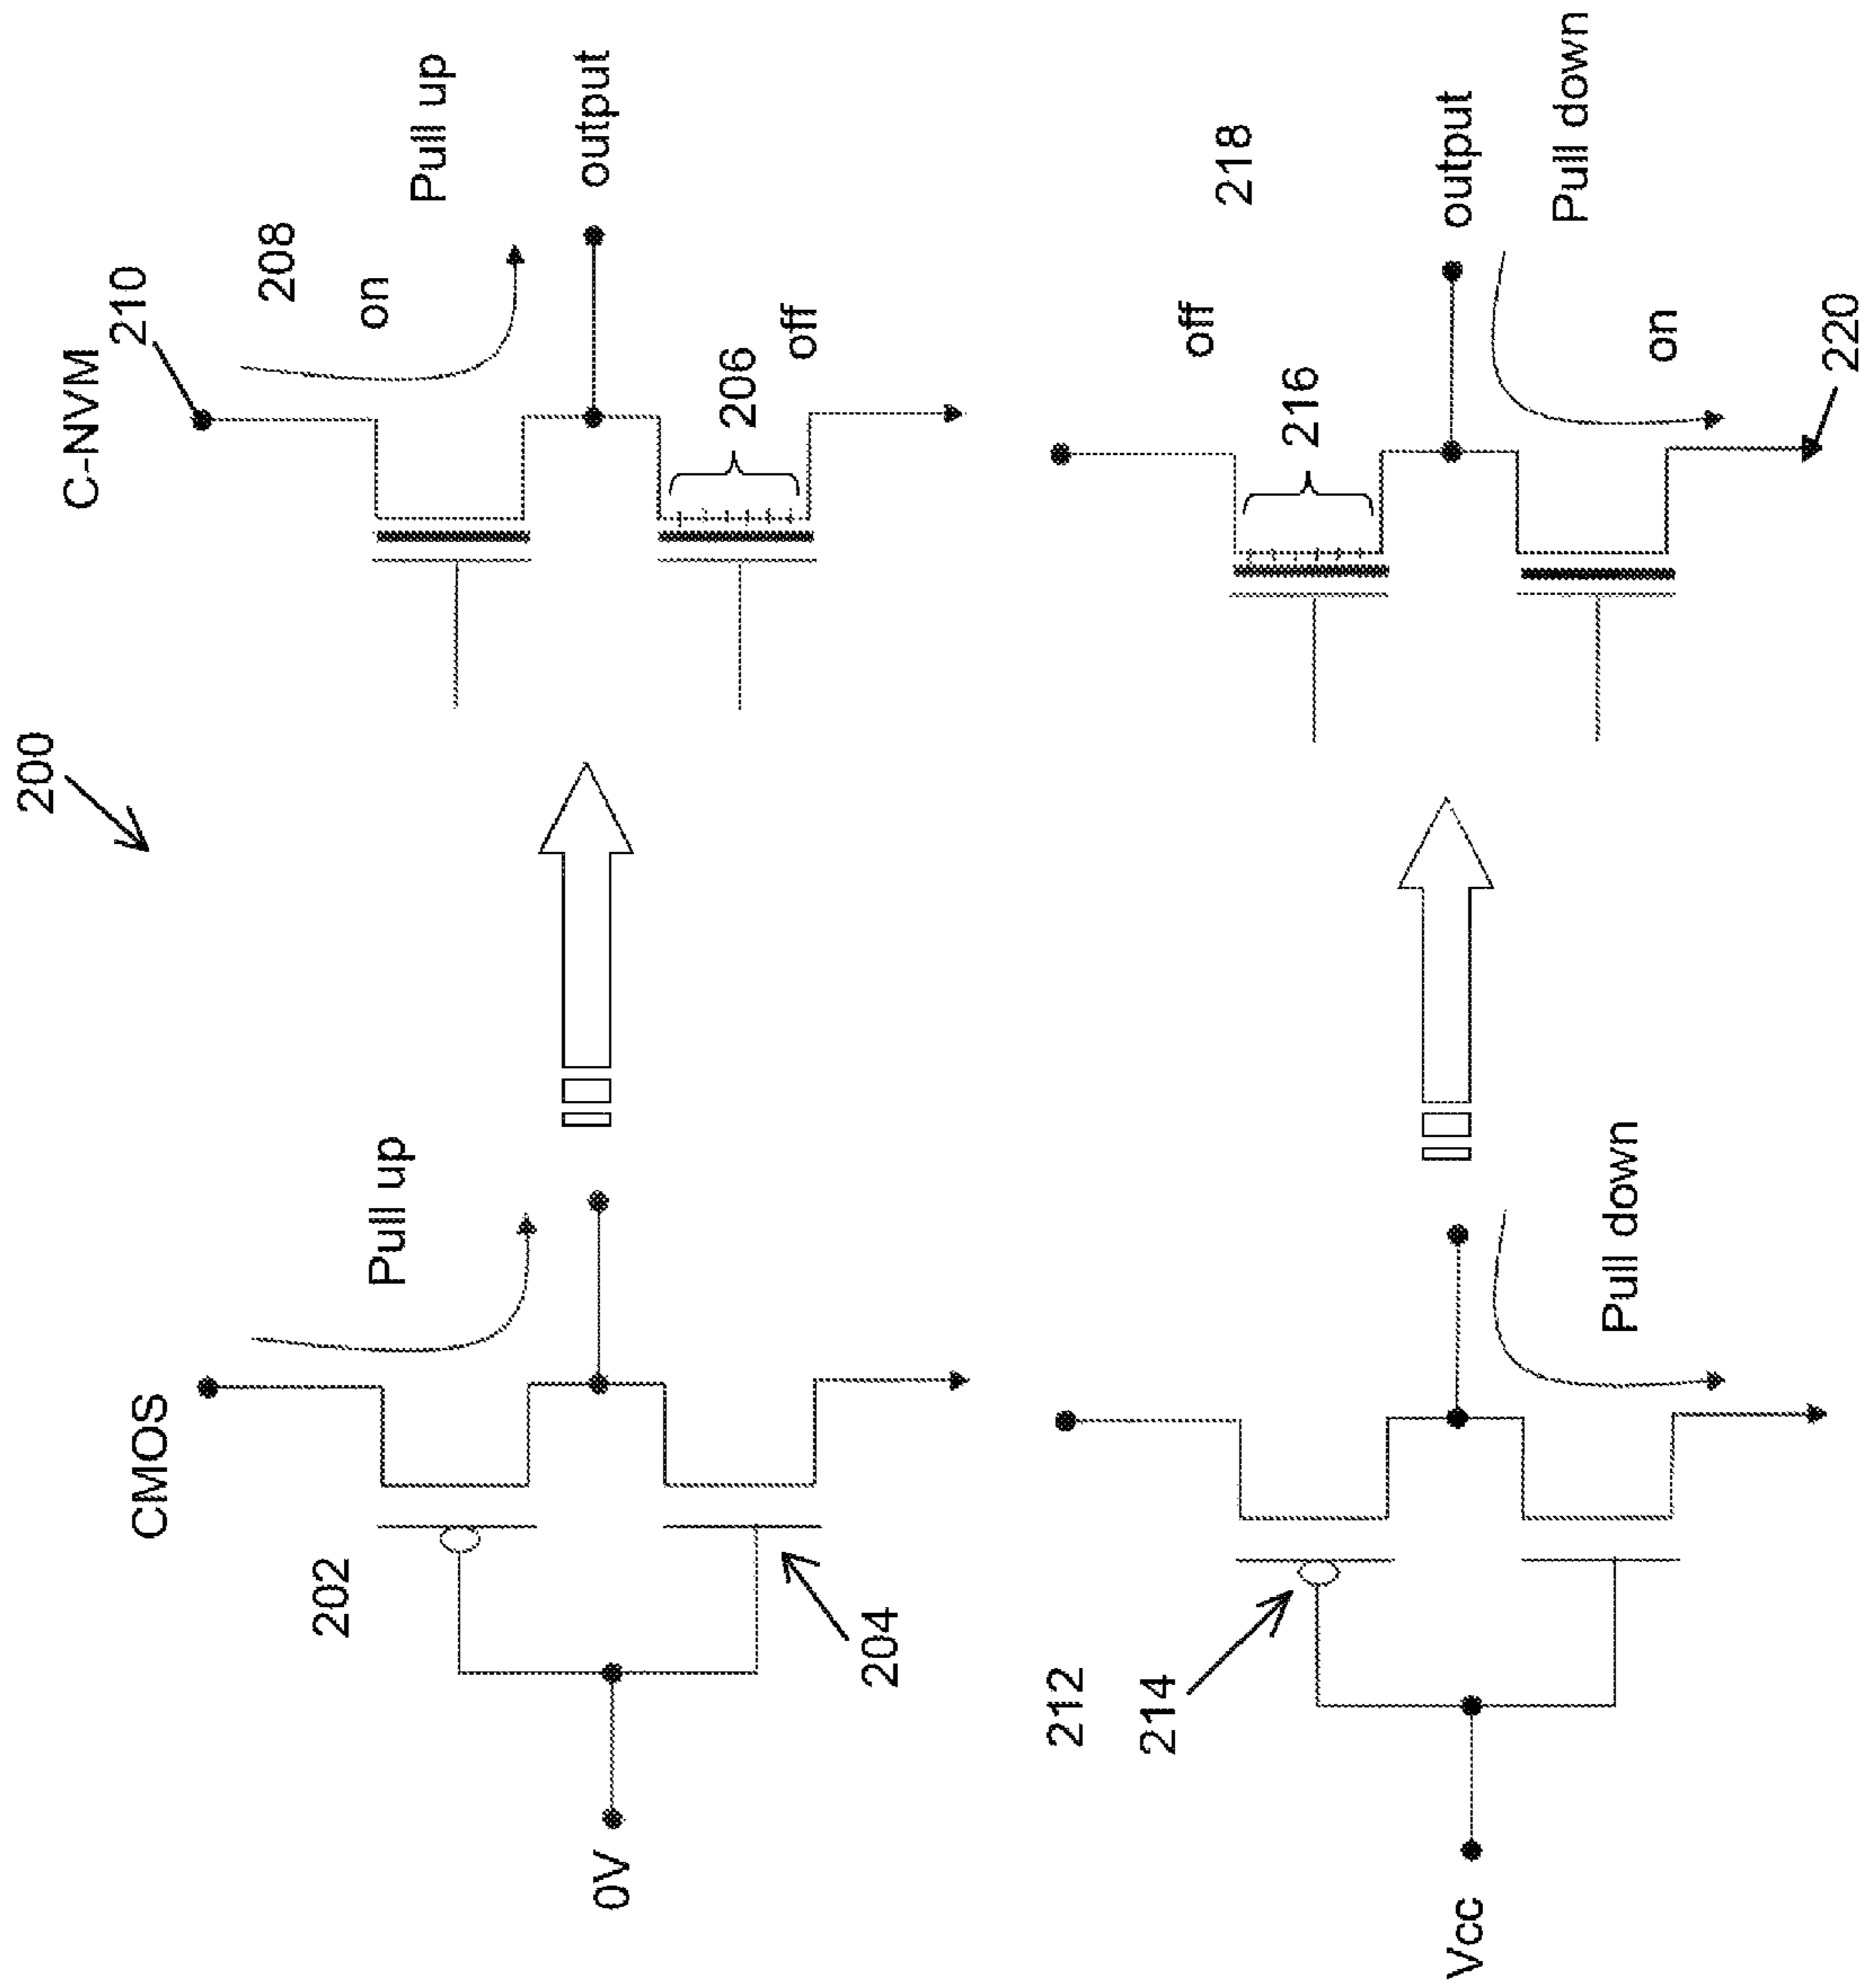 200
CMOS
C-NVM
202
Pull up
210
208
on
Pull up
0V
output
204
206
off
212
214
off
218
216
Vcc
output
Pull down
Pull down
on
220